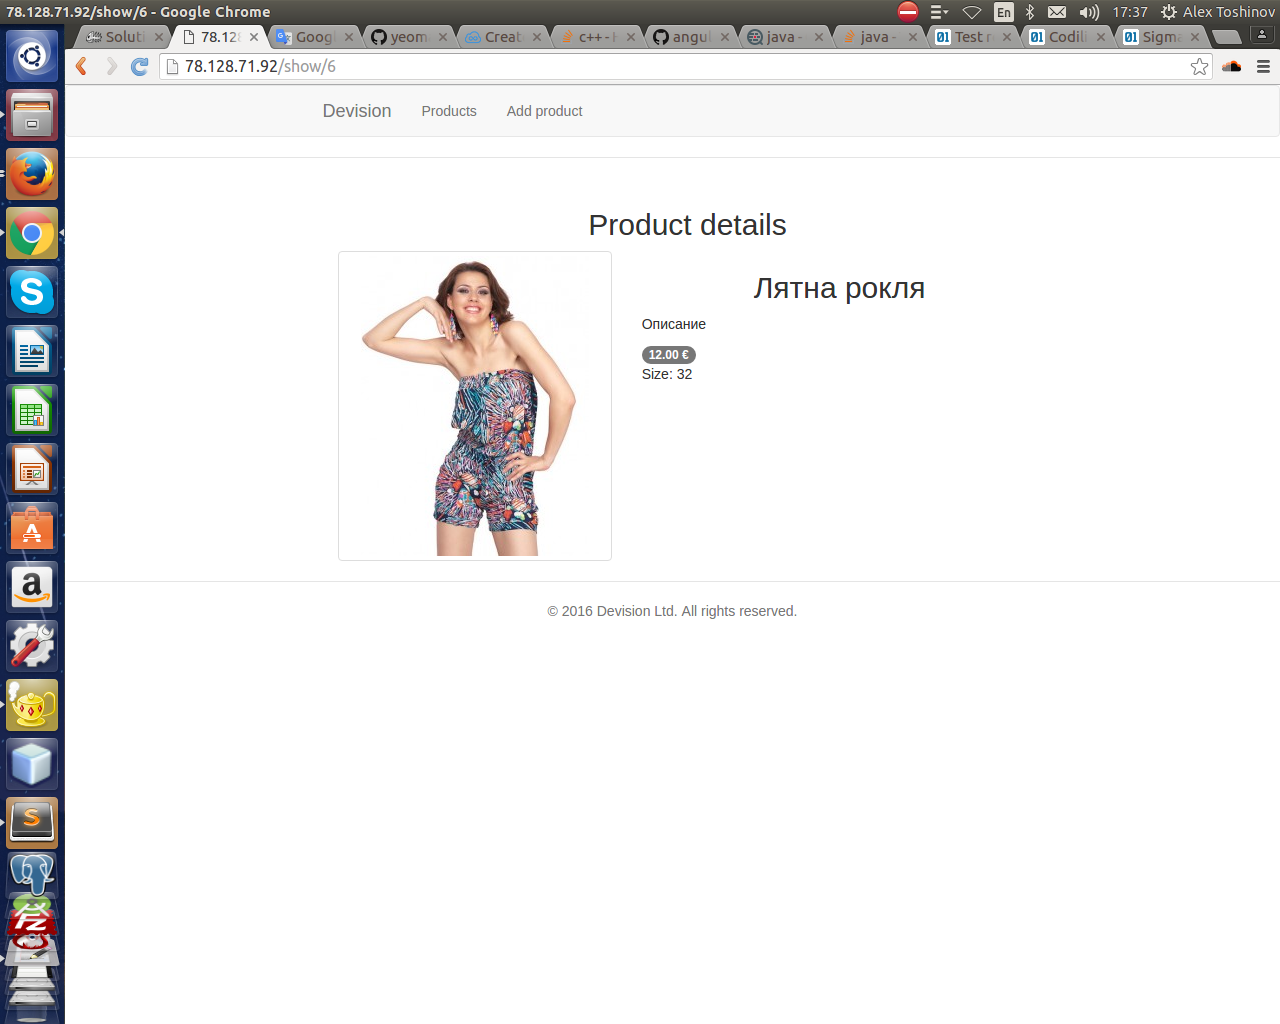 78.128.71.92/show/6 - Google Chrome
En
17:37
Alex Toshinov
Soluti
78.128
Googl
yeom
Creat
c++ -
angul
java -
java -
Test r
Codil
Sigma
78.128.71.92/show/6
Devision
Products
Add product
Product details
Лятна рокля
Описание
12.00 €
Size: 32
© 2016 Devision Ltd. All rights reserved.